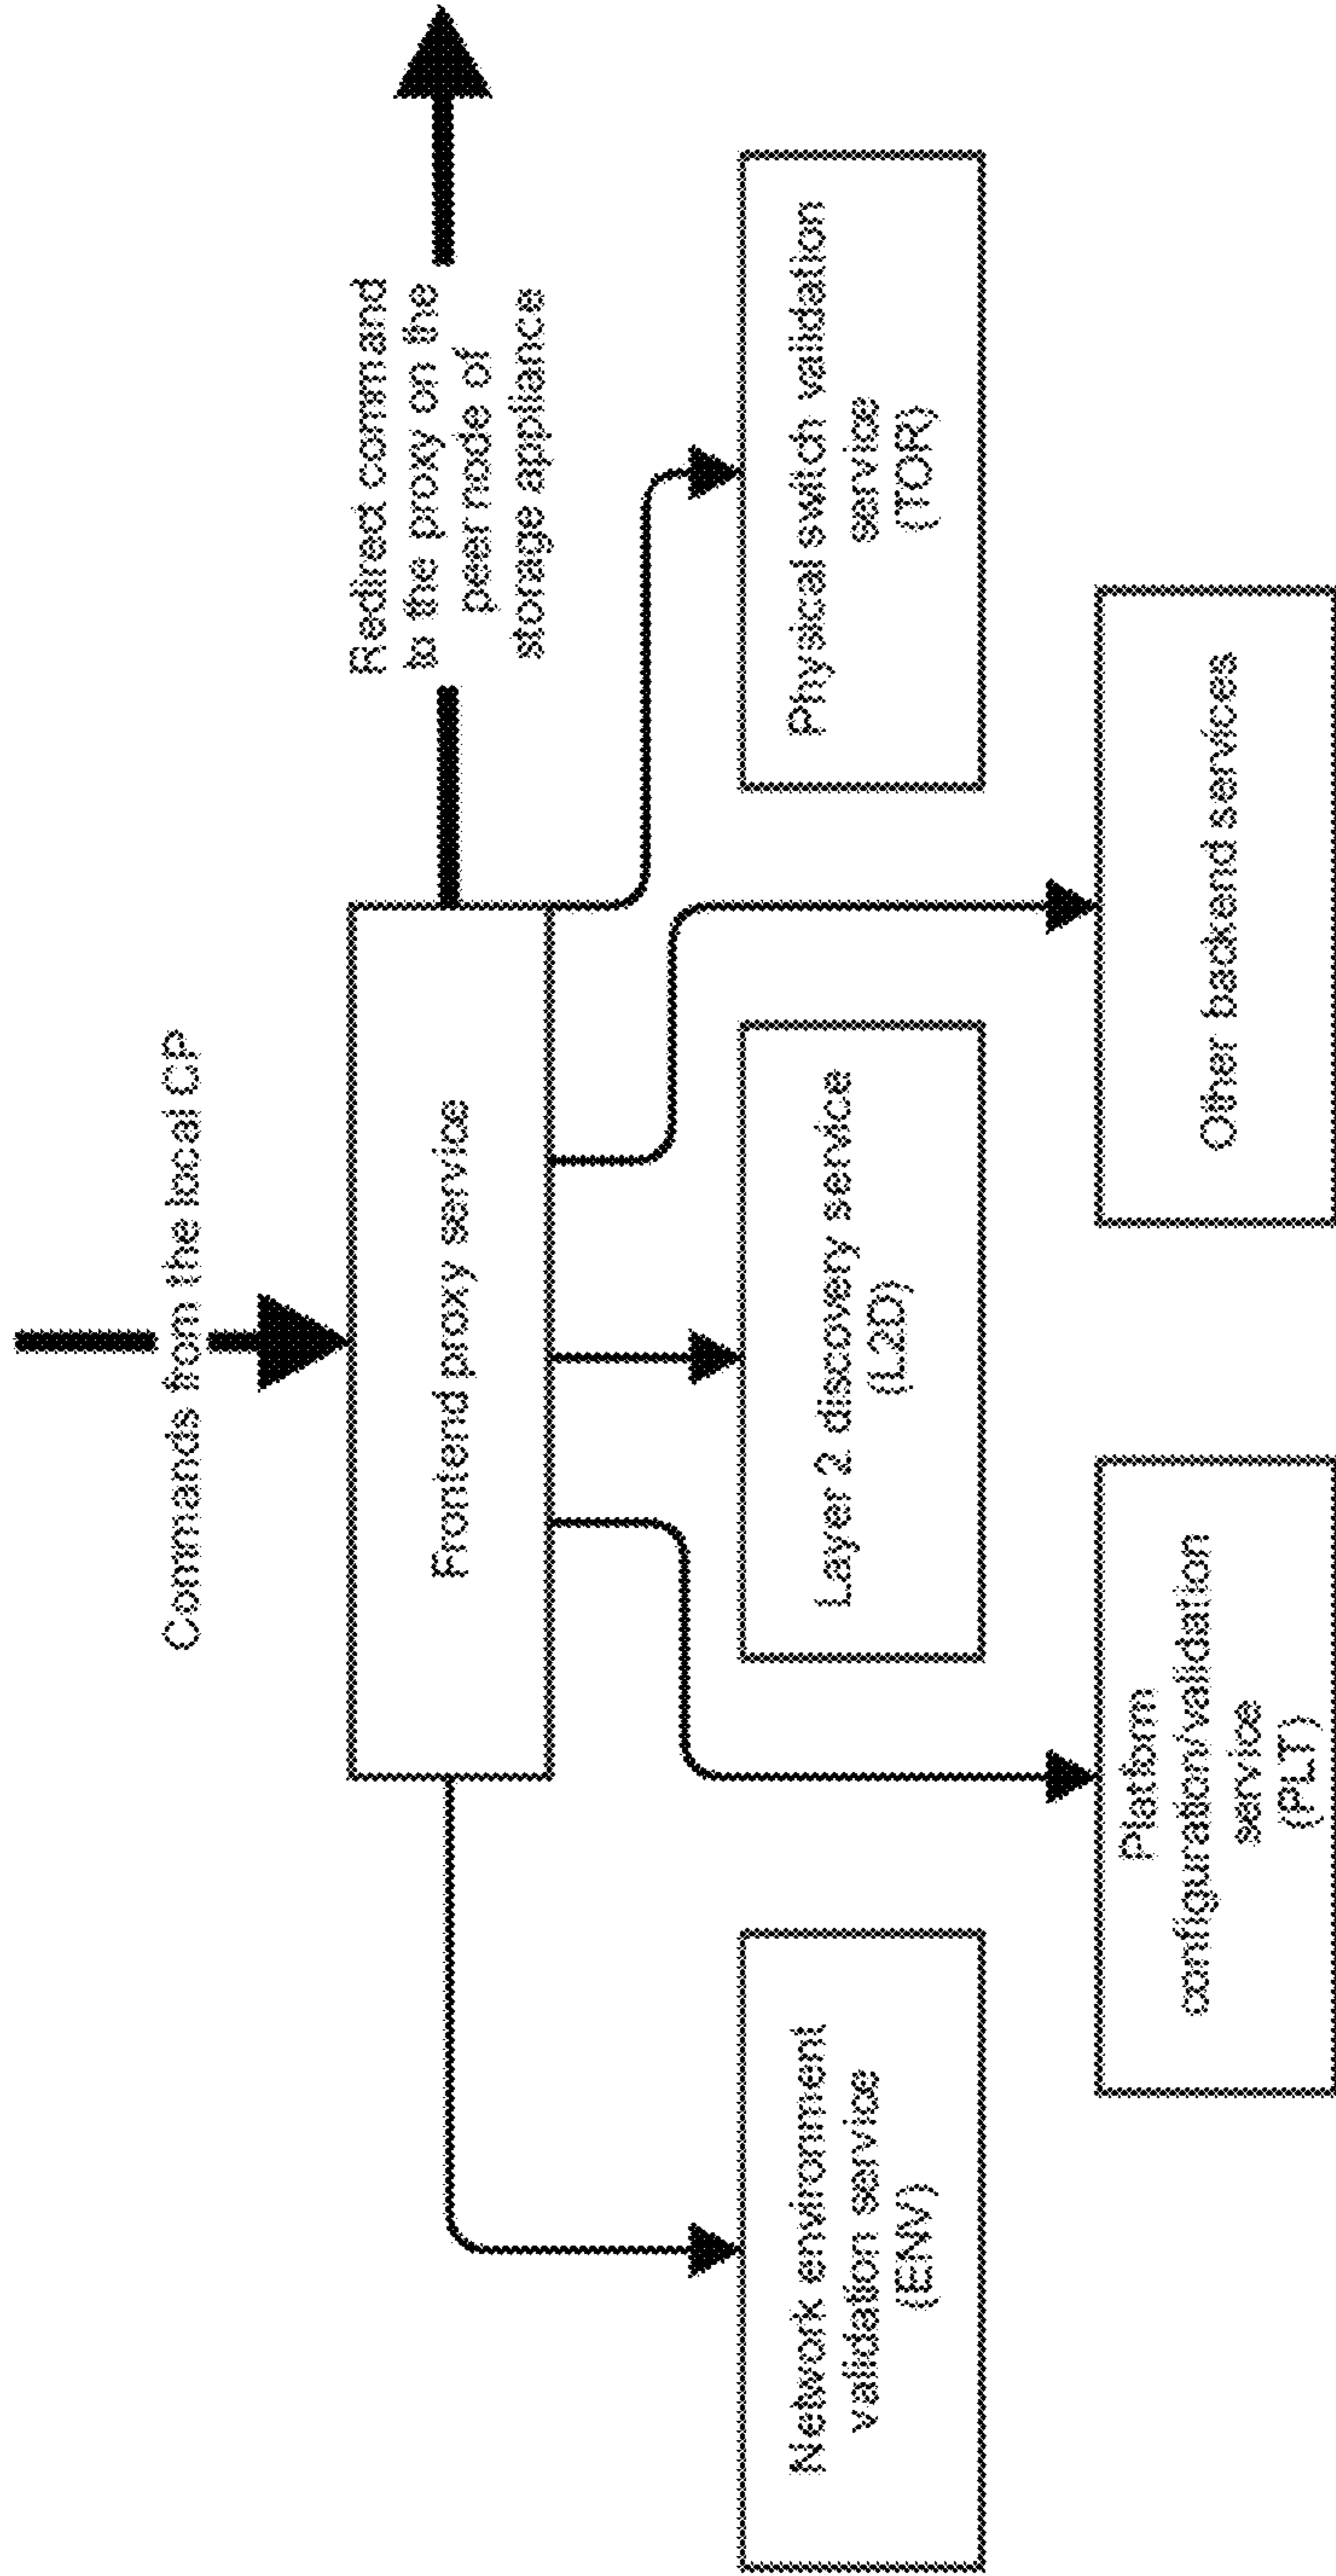 Commands from the local CP
Frontend proxy service
Redirect command
to the proxy on the
peer node of
storage appliance
Network environment
validation service
(ENV)
Layer 2 discovery service
(L2D)
Physical switch validation
service
(TOR)
Platform
configuration/validation
service
(PLT)
Other backend services